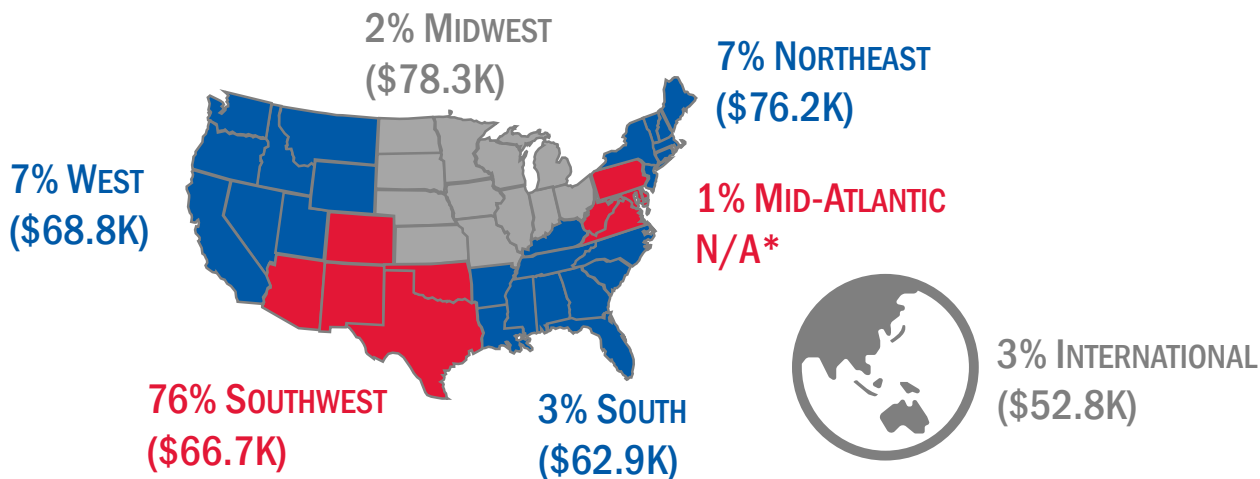 2% MIDWEST
($78.3K)
7% NORTHEAST
($76.2K)
7% WEST
($68.8K)
1% MID-ATLANTIC
N/A*
76% SOUTHWEST
($66.7K)
3% SOUTH
($62.9K)
3% INTERNATIONAL
($52.8K)